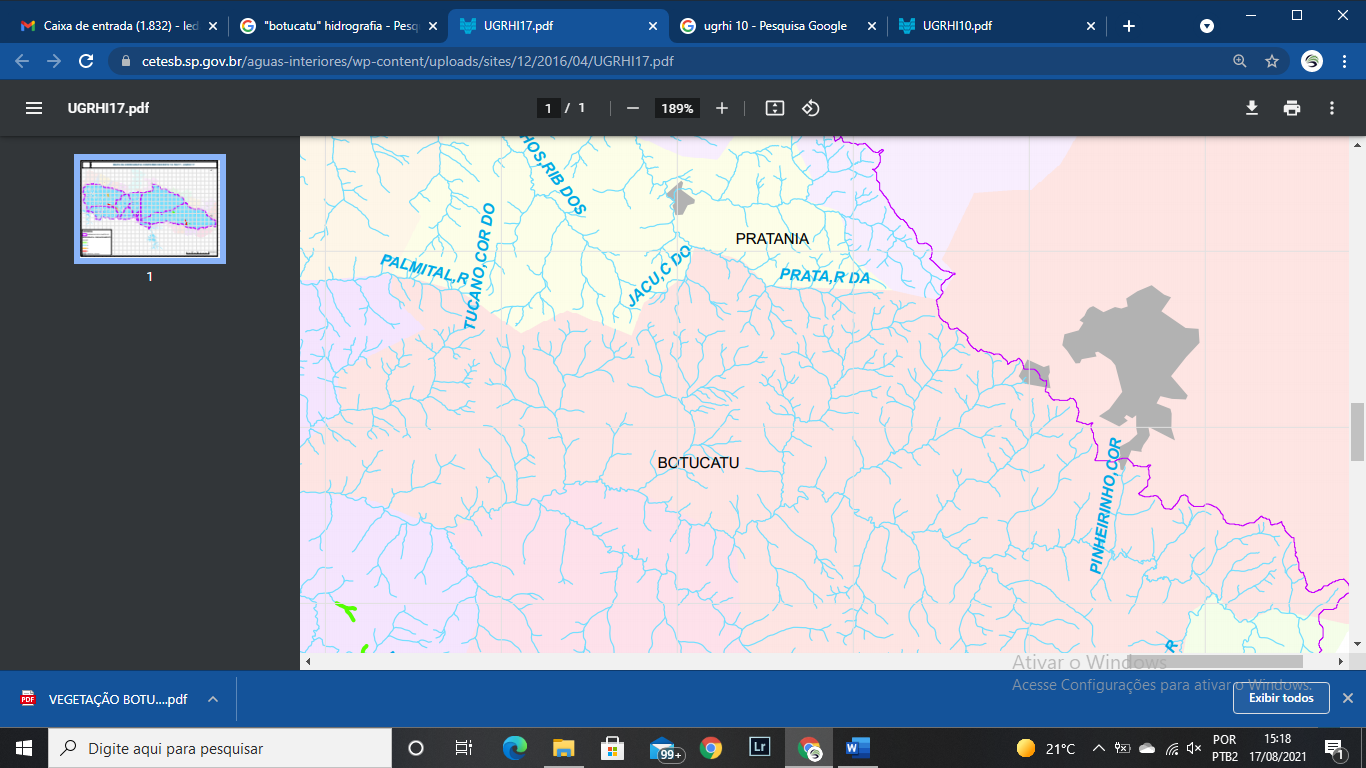 Caixa de entrada (1.832) - led
"botucatu" hidrografia - Pesq
UGRHI17.pdf
ugrhi 10 - Pesquisa Google
UGRHI10.pdf
cetesb.sp.gov.br/aguas-interiores/wp-content/uploads/sites/12/2016/04/UGRHI17.pdf
UGRHI17.pdf
1 / 1
189%
1
HOS,RIB DOS
TUCANO,COR DO
PALMITAL,R
JACU,C DO
PRATANIA
PRATA,R DA
BOTUCATU
PINHEIRINHO,COR
R
Ativar o Windows
Acesse Configurações para ativar o Windows.
VEGETAÇÃO BOTU....pdf
Exibir todos
Digite aqui para pesquisar
99+
Lr
21°C
POR
PTB2
15:18
17/08/2021
1